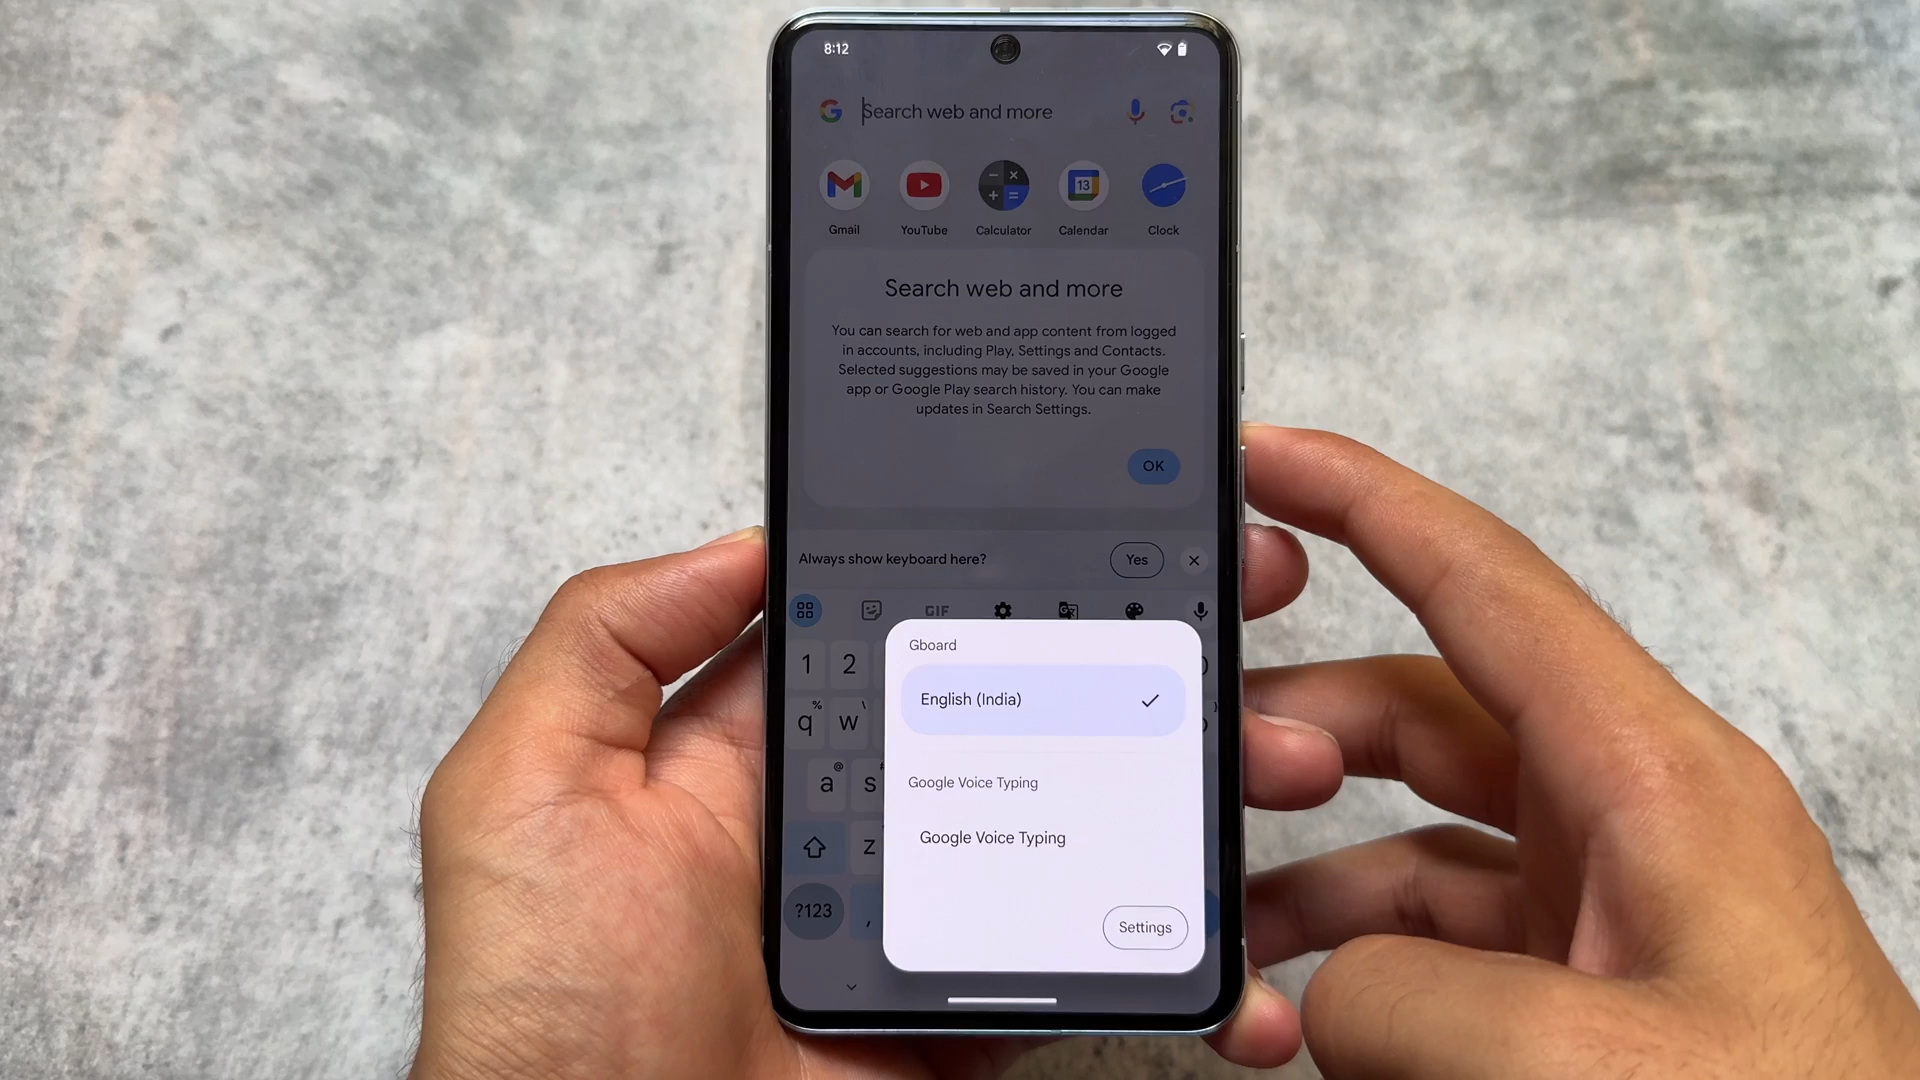 8:12
Search web and more
13
Gmail YouTube Calculator Calendar Clock
Search web and more
You can search for web and app content from logged
in accounts, including Play, Settings and Contacts.
Selected suggestions may be saved in your Google
app or Google Play search history. You can make
updates in Search Settings.
OK
Always show keyboard here? Yes
GIF
Gboard
1 2
English (India)
q % w \
Google Voice Typing
a @ s
Google Voice Typing
z
?123 ,
Settings